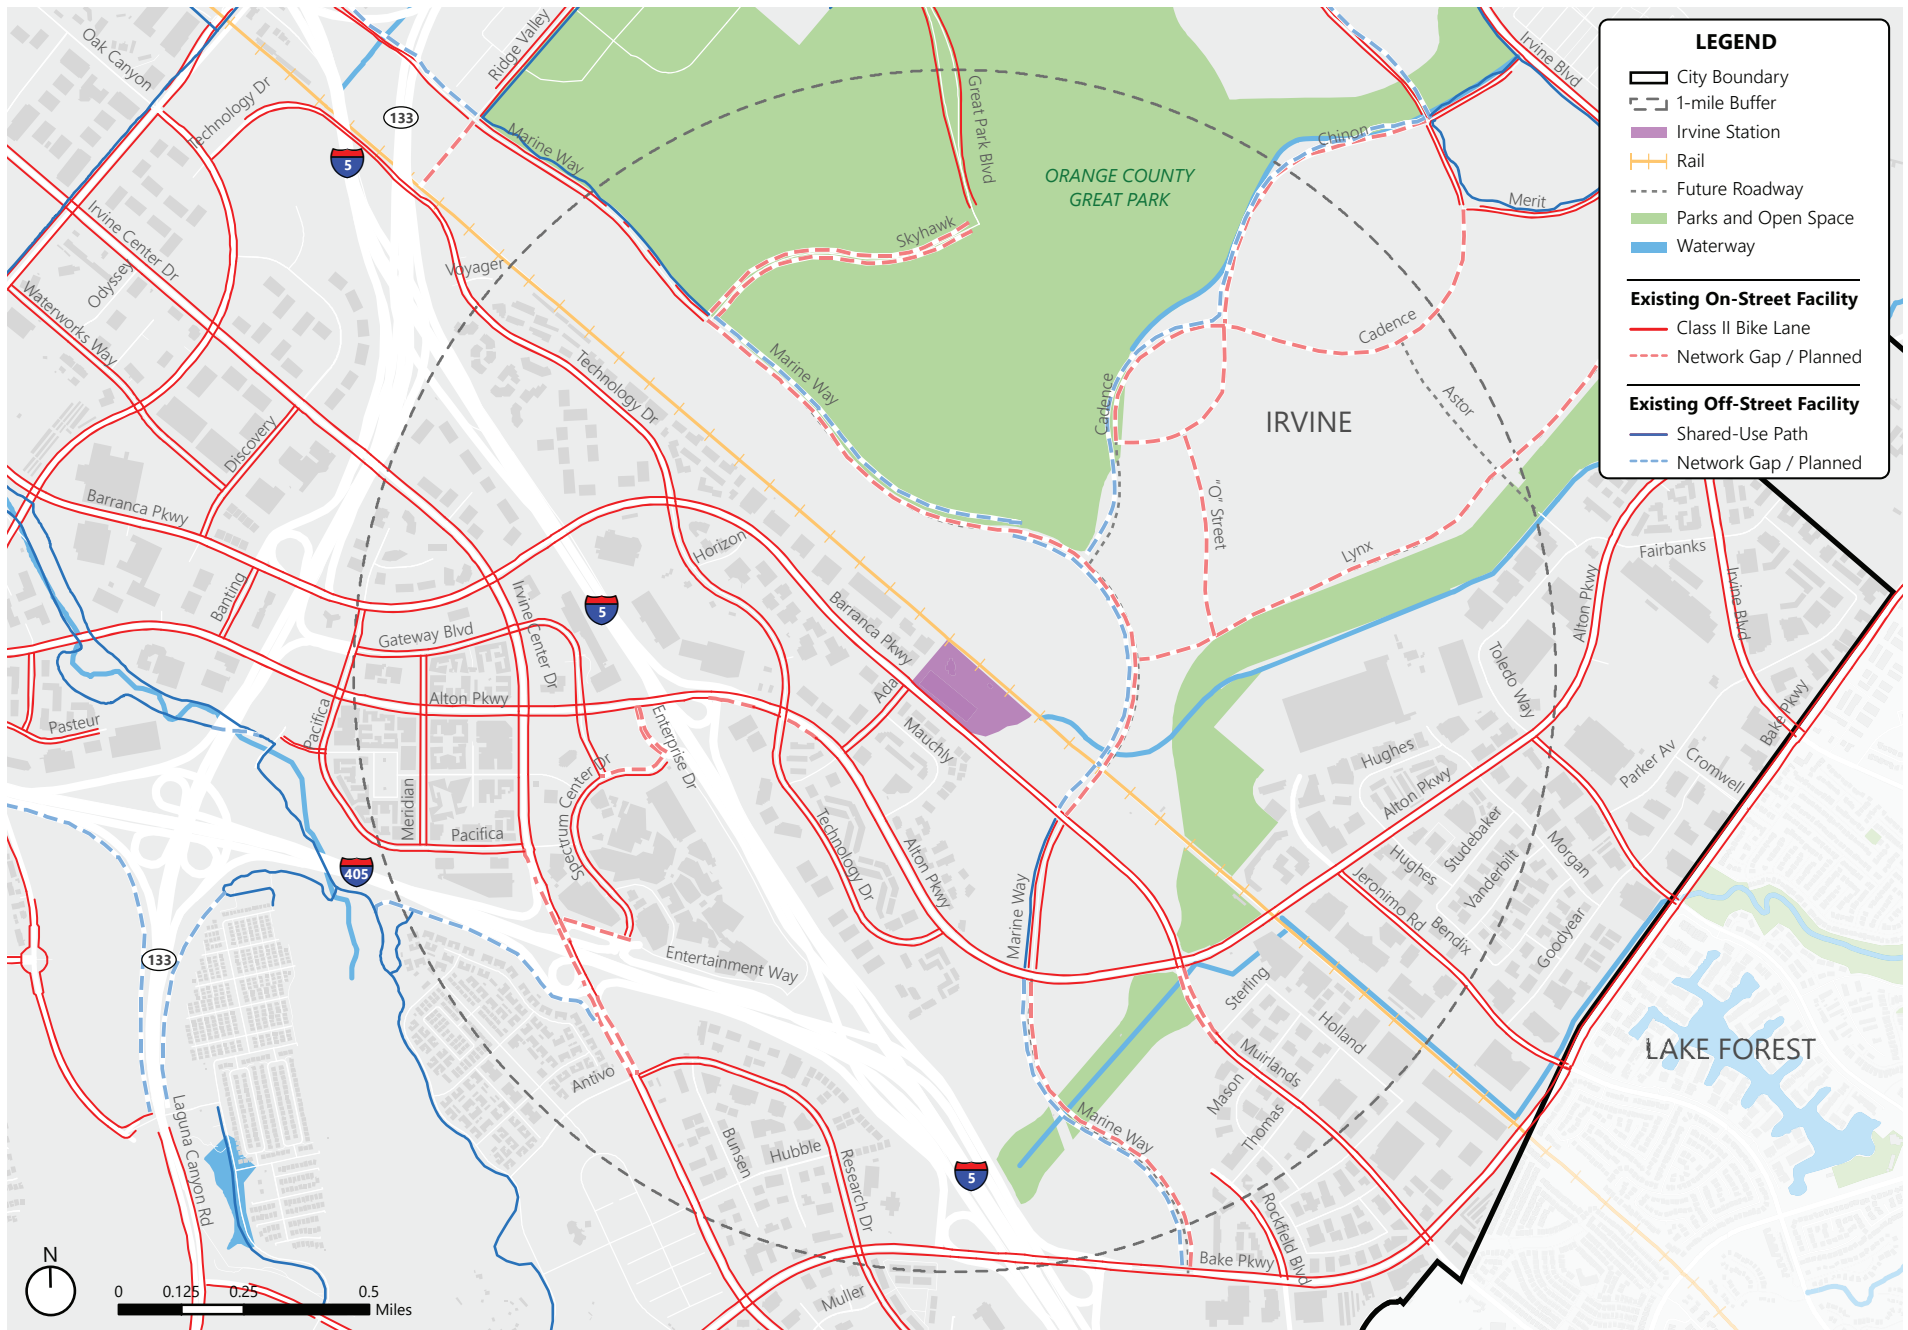 Oak Canyon
Technology Dr
Ridge Valley
133
5
Marine Way
Great Park Blvd
ORANGE COUNTY
GREAT PARK
Chinon
Irvine Blvd
Merit
Skyhawk
Irvine Center Dr
Odyssey
Waterworks Way
Voyager
Technology Dr
Marine Way
Cadence
Cadence
Astor
IRVINE
Discovery
Barranca Pkwy
"O" Street
Lynx
Horizon
Banting
Irvine Center Dr
5
Barranca Pkwy
Gateway Blvd
Alton Pkwy
Fairbanks
Irvine Blvd
Toledo Way
Pasteur
Pacifica
Alton Pkwy
Enterprise Dr
Ada
Mauchly
Bake Pkwy
Parker Av
Cromwell
Hughes
Alton Pkwy
Meridian
Pacifica
Spectrum Center Dr
Technology Dr
Alton Pkwy
Studebaker
Hughes
Vanderbilt
Morgan
Jeronimo Rd
Bendix
Goodyear
405
133
Marine Way
Entertainment Way
Sterling
Holland
Muirlands
Mason
Thomas
LAKE FOREST
Antivo
Laguna Canyon Rd
Bunsen
Hubble
Research Dr
5
Marine Way
Rockfield Blvd
Bake Pkwy
Muller
N
0 0.125 0.25 0.5
Miles
LEGEND
City Boundary
1-mile Buffer
Irvine Station
Rail
Future Roadway
Parks and Open Space
Waterway
Existing On-Street Facility
Class II Bike Lane
Network Gap / Planned
Existing Off-Street Facility
Shared-Use Path
Network Gap / Planned